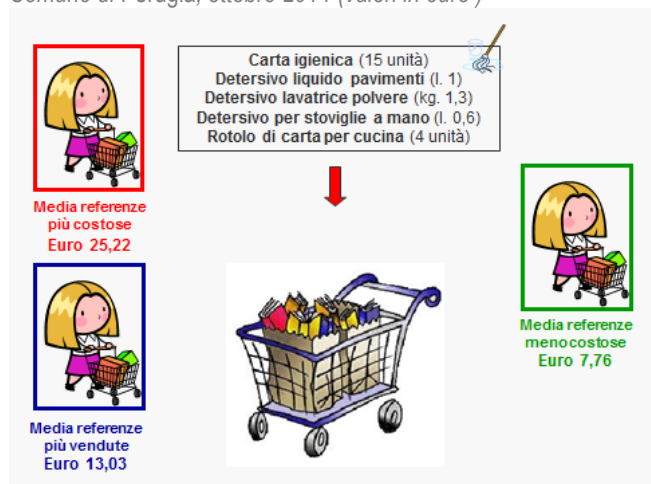 Carta igienica (15 unità)
Detersivo liquido pavimenti (l. 1)
Detersivo lavatrice polvere (kg. 1,3)
Detersivo per stoviglie a mano (l. 0,6)
Rotolo di carta per cucina (4 unità)
Media referenze
più costose
Euro 25,22
Media referenze
meno costose
Euro 7,76
Media referenze
più vendute
Euro 13,03